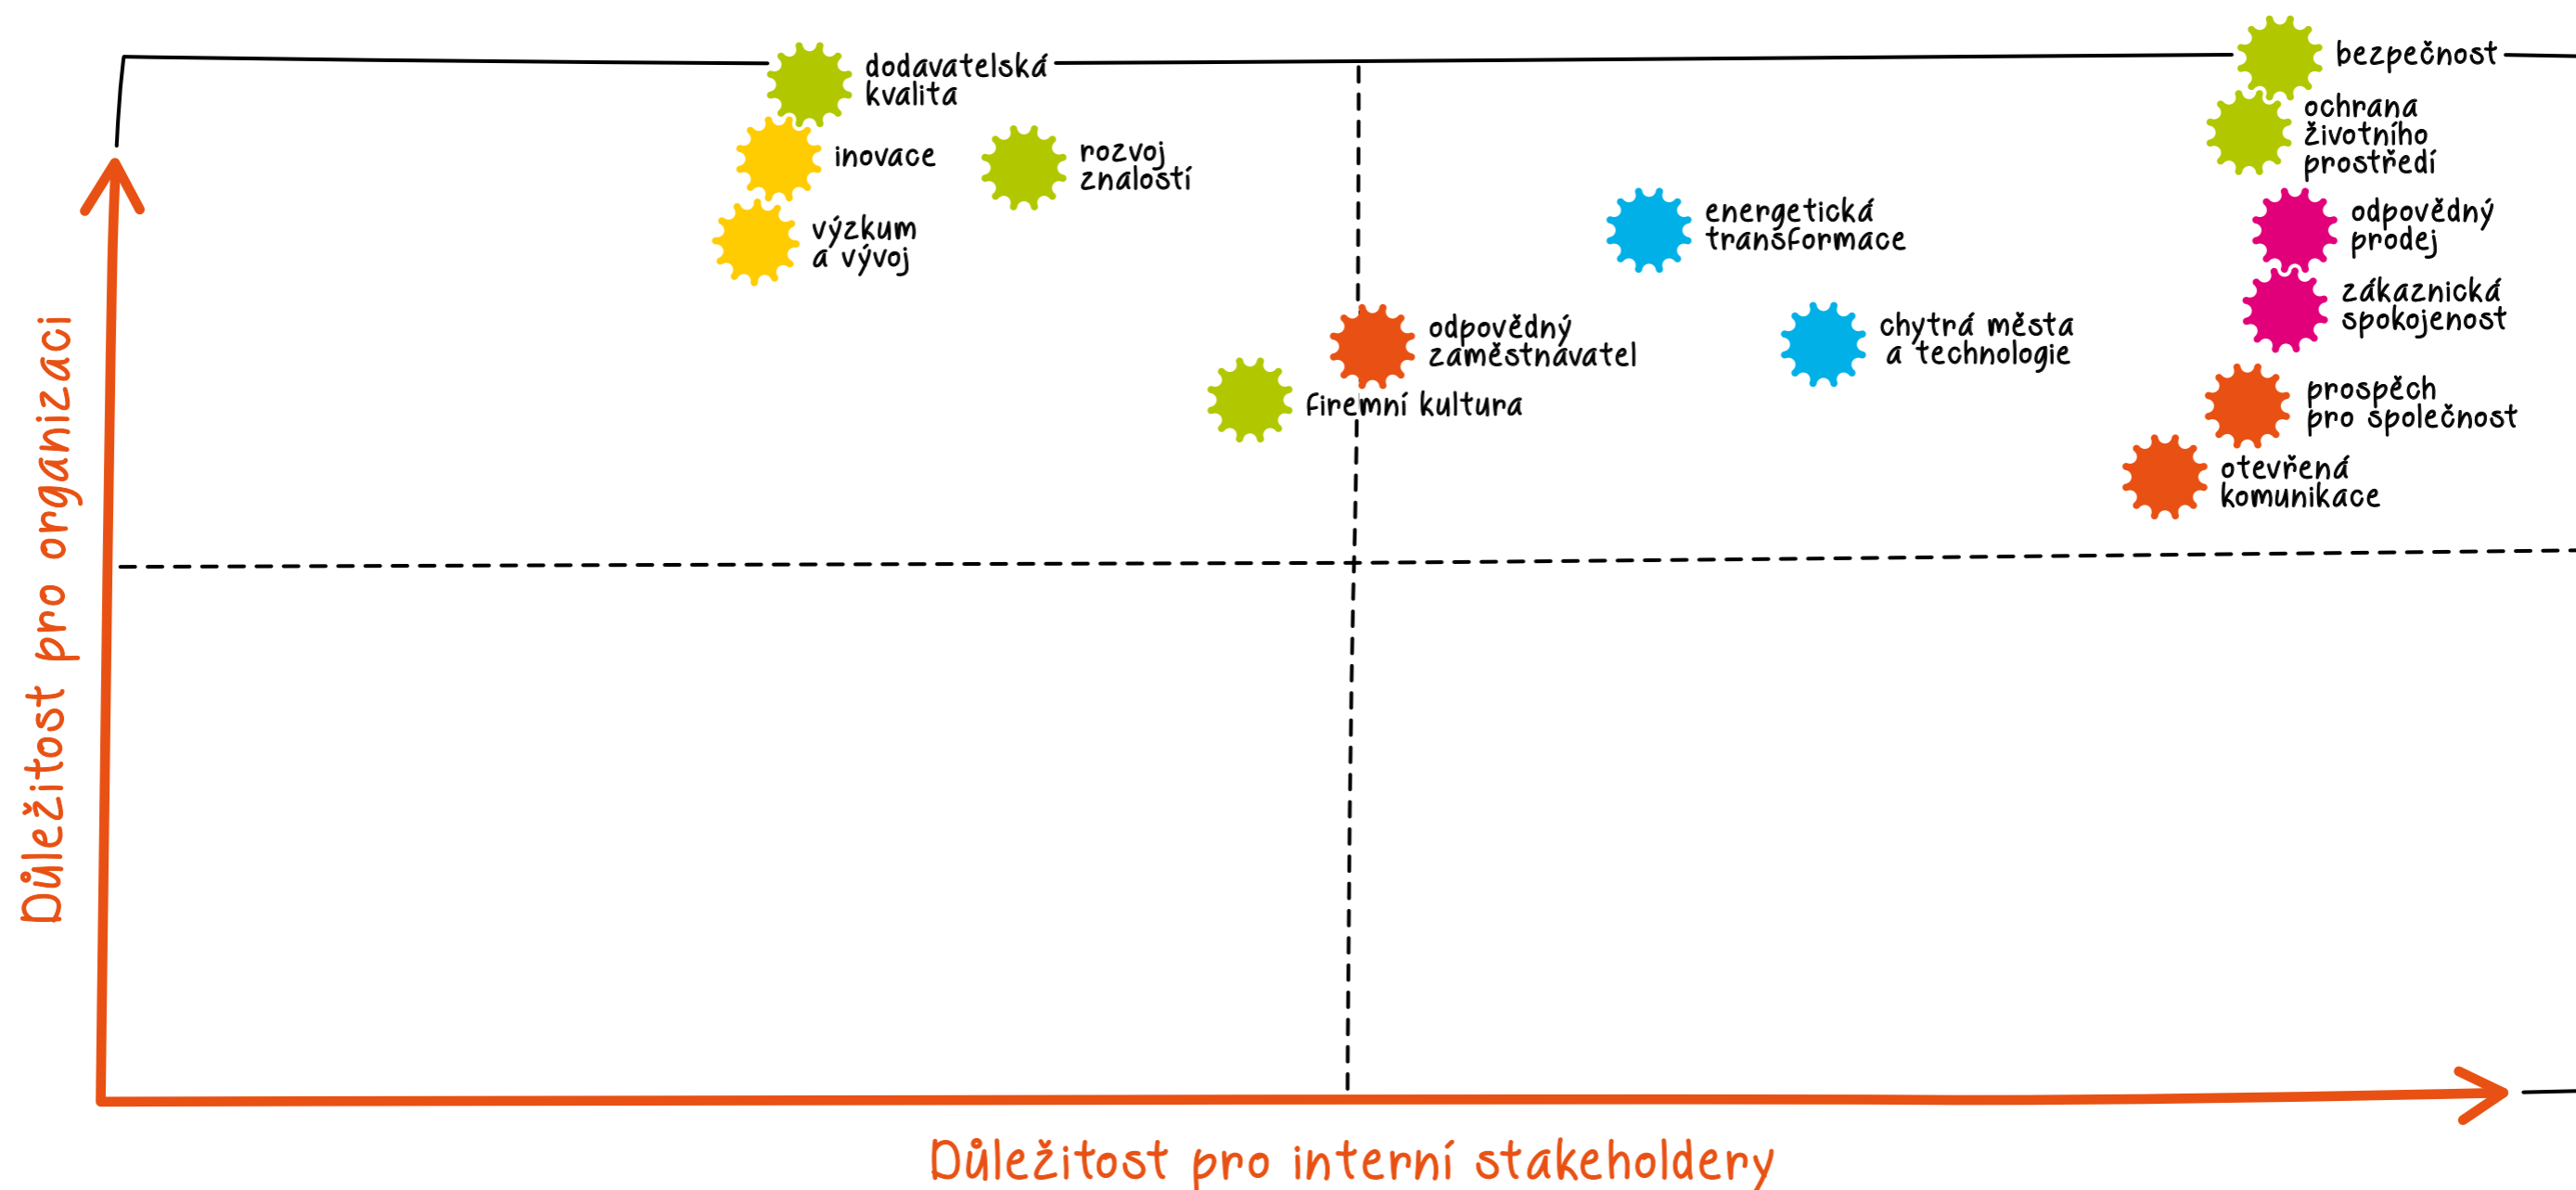 dodavatelská
kvalita
inovace
rozvoj
znalostí
výzkum
a vývoj
bezpečnost
ochrana
životního
prostředí
energetická
transformace
odpovědný
prodej
zákaznická
spokojenost
odpovědný
zaměstnavatel
chytrá města
a technologie
firemní kultura
prospěch
pro společnost
otevřená
komunikace
Důležitost pro organizaci
Důležitost pro interní stakeholdery